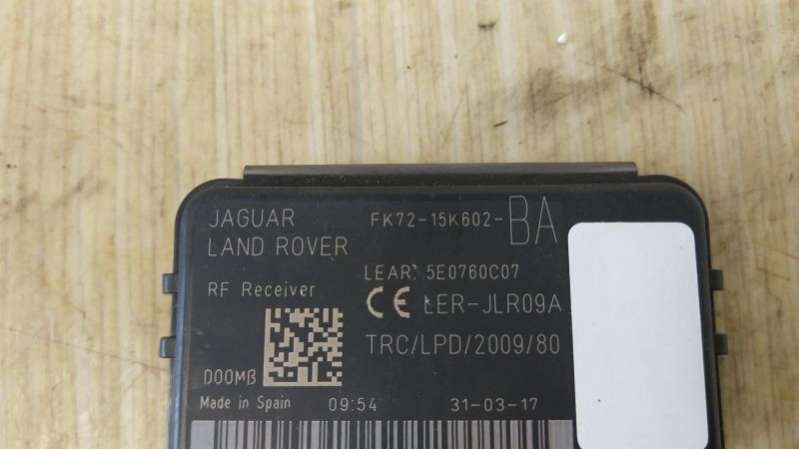 JAGUAR
LAND ROVER
FK72-15K602-BA
LEAR: 5E0760C07
RF Receiver
CE LER-JLR09A
TRC/LPD/2009/80
D00MB
Made in Spain 09:54 31-03-17